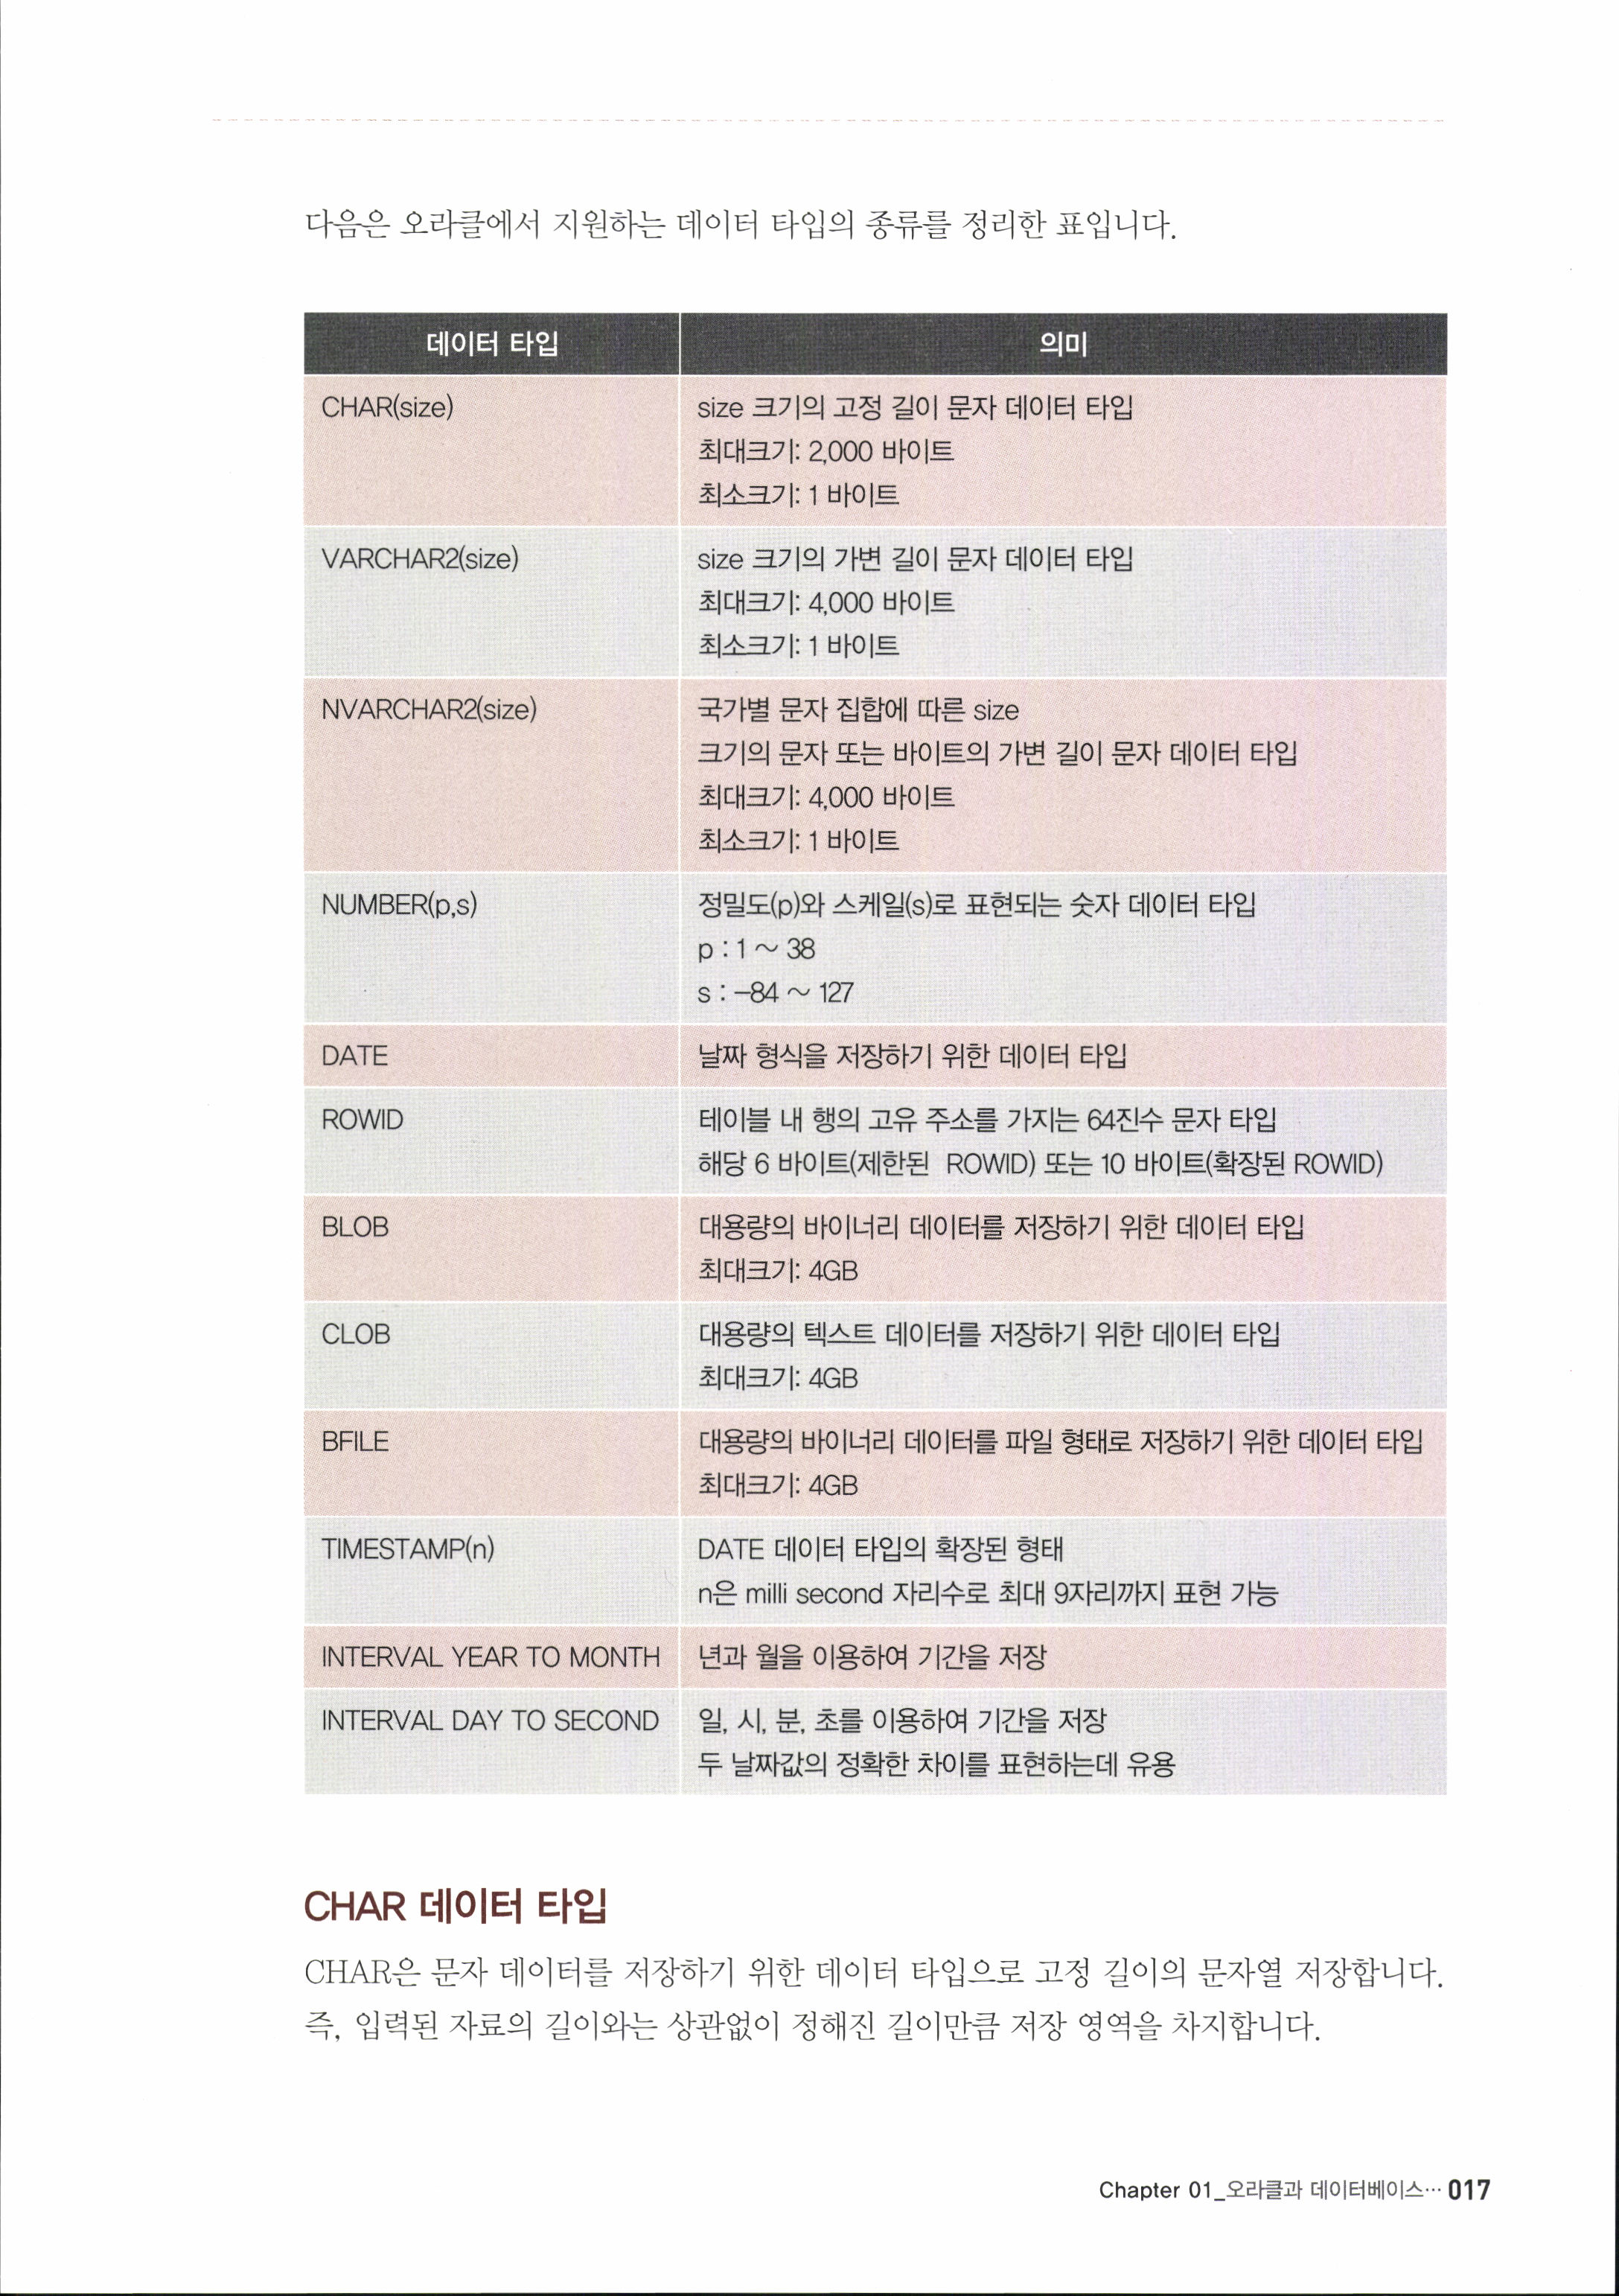 다음은 오라클에서 지원하는 데이터 타입의 종류를 정리한 표입니다.
데이터 타입 의미
CHAR(size) size 크기의 고정 길이 문자 데이터 타입
최대크기: 2,000 바이트
최소크기: 1 바이트
VARCHAR2(size) size 크기의 가변 길이 문자 데이터 타입
최대크기: 4,000 바이트
최소크기: 1 바이트
NVARCHAR2(size) 국가별 문자 집합에 따른 size
크기의 문자 또는 바이트의 가변 길이 문자 데이터 타입
최대크기: 4,000 바이트
최소크기: 1 바이트
NUMBER(p,s) 정밀도(p)와 스케일(s)로 표현되는 숫자 데이터 타입
p : 1 ~ 38
s : -84 ~ 127
DATE 날짜 형식을 저장하기 위한 데이터 타입
ROWID 테이블 내 행의 고유 주소를 가지는 64진수 문자 타입
해당 6 바이트(제한된 ROWID) 또는 10 바이트(확장된 ROWID)
BLOB 대용량의 바이너리 데이터를 저장하기 위한 데이터 타입
최대크기: 4GB
CLOB 대용량의 텍스트 데이터를 저장하기 위한 데이터 타입
최대크기: 4GB
BFILE 대용량의 바이너리 데이터를 파일 형태로 저장하기 위한 데이터 타입
최대크기: 4GB
TIMESTAMP(n) DATE 데이터 타입의 확장된 형태
n은 milli second 자리수로 최대 9자리까지 표현 가능
INTERVAL YEAR TO MONTH 년과 월을 이용하여 기간을 저장
INTERVAL DAY TO SECOND 일, 시, 분, 초를 이용하여 기간을 저장
두 날짜값의 정확한 차이를 표현하는데 유용
CHAR 데이터 타입
CHAR은 문자 데이터를 저장하기 위한 데이터 타입으로 고정 길이의 문자열 저장합니다.
즉, 입력된 자료의 길이와는 상관없이 정해진 길이만큼 저장 영역을 차지합니다.
Chapter 01_오라클과 데이터베이스… 017